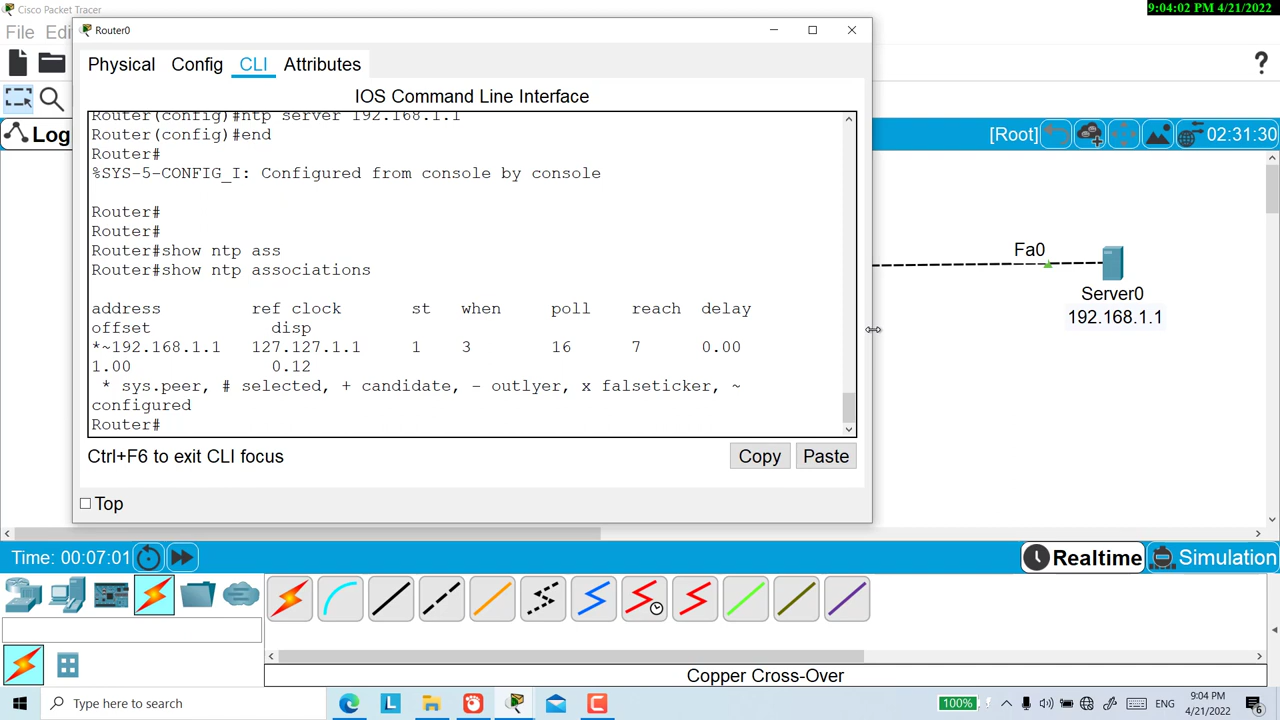 Cisco Packet Tracer
9:04:02 PM 4/21/2022
File Edi
Router0
Physical Config CLI Attributes
IOS Command Line Interface
Router(config)#ntp server 192.168.1.1
Router(config)#end
Router#
%SYS-5-CONFIG_I: Configured from console by console
Router#
Router#
Router#show ntp ass
Router#show ntp associations
address ref clock st when poll reach delay
offset disp
*~192.168.1.1 127.127.1.1 1 3 16 7 0.00
1.00 0.12
* sys.peer, # selected, + candidate, - outlyer, x falseticker, ~
configured
Router#
Ctrl+F6 to exit CLI focus
Copy Paste
Top
Log
[Root] 02:31:30
Fa0
Server0
192.168.1.1
Time: 00:07:01
Realtime Simulation
Copper Cross-Over
Type here to search
L
100%
ENG
9:04 PM
4/21/2022
6